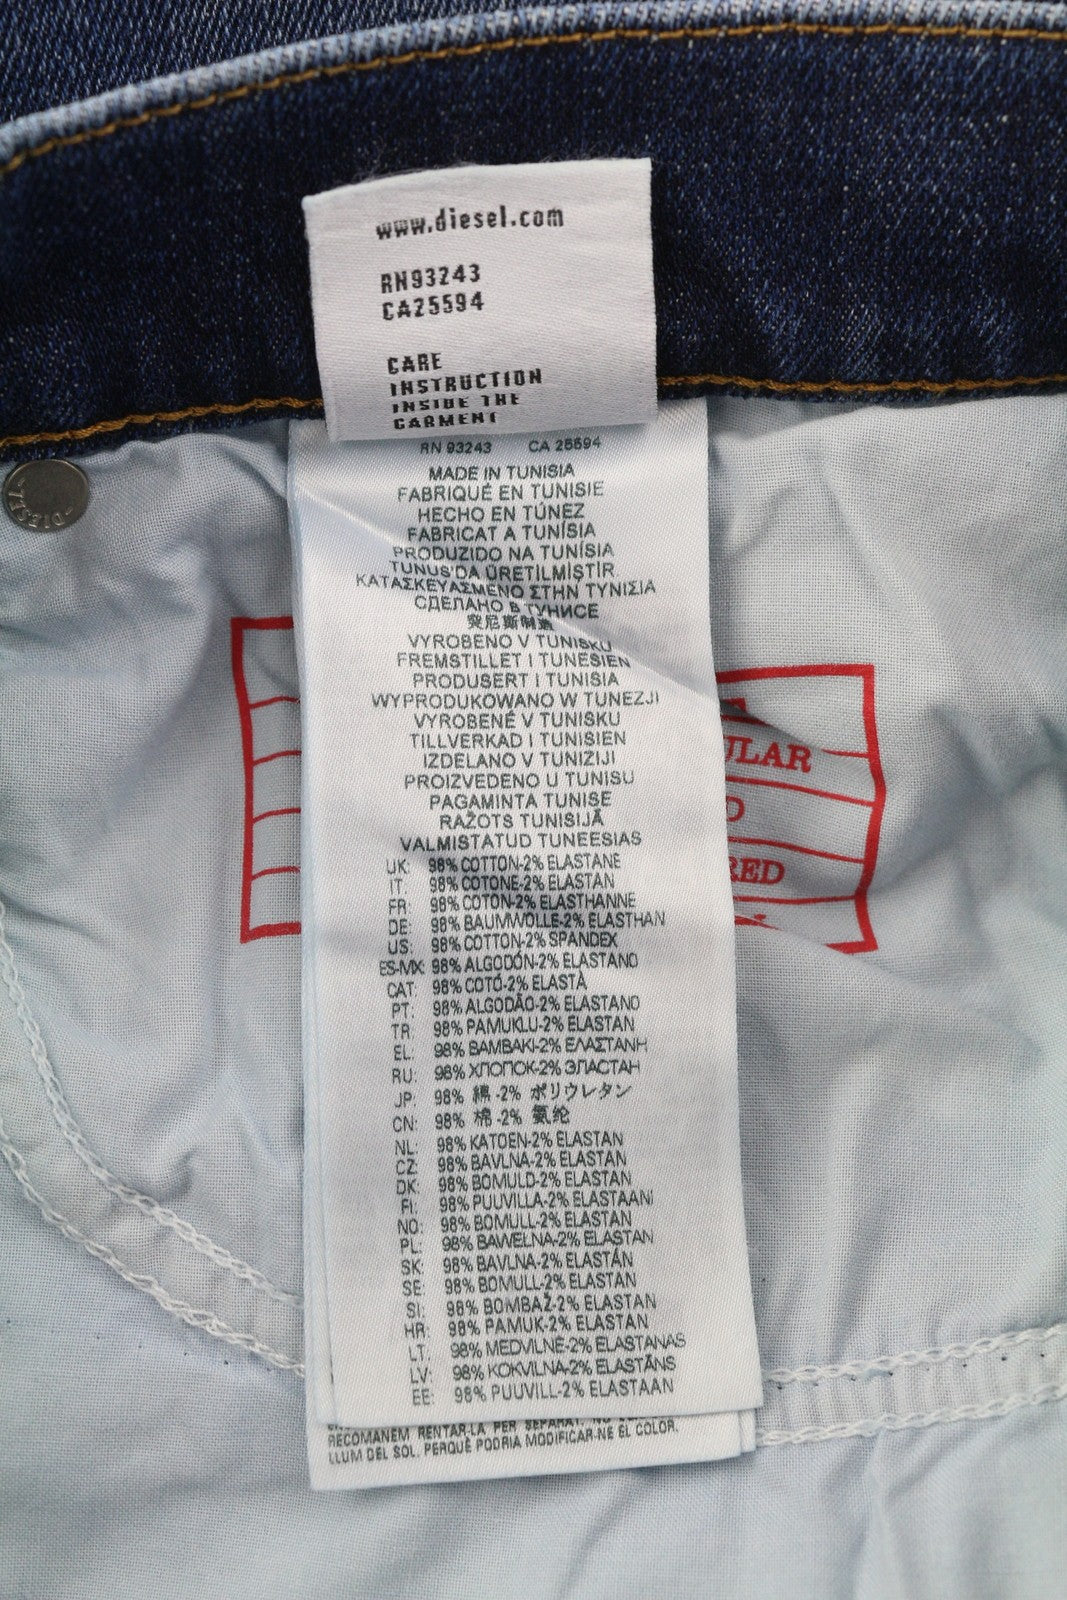 www.diesel.com
RN93243
CA25594
CARE
INSTRUCTION
INSIDE THE
GARMENT
RN 93243 CA 25594
MADE IN TUNISIA
FABRIQUÉ EN TUNISIE
HECHO EN TÚNEZ
FABRICAT A TUNÍSIA
PRODUZIDO NA TUNÍSIA
TUNUS'DA ÜRETILMIŞTIR
ΚΑΤΑΣΚΕΥΑΣΜΕΝΟ ΣΤΗΝ ΤΥΝΙΣΙΑ
СДЕЛАНО В ТУНИСЕ
突尼斯制造
VYROBENO V TUNISKU
FREMSTILLET I TUNESIEN
PRODUSERT I TUNISIA
WYPRODUKOWANO W TUNEZJI
VYROBENÉ V TUNISKU
TILLVERKAD I TUNISIEN
IZDELANO V TUNIZIJI
PROIZVEDENO U TUNISU
PAGAMINTA TUNISE
RAŽOTS TUNISIJĀ
VALMISTATUD TUNEESIAS
UK: 98% COTTON-2% ELASTANE
IT: 98% COTONE-2% ELASTAN
FR: 98% COTON-2% ELASTHANNE
DE: 98% BAUMWOLLE-2% ELASTHAN
US: 98% COTTON-2% SPANDEX
ES-MX: 98% ALGODÓN-2% ELASTANO
CAT: 98% COTÓ-2% ELASTÀ
PT: 98% ALGODÃO-2% ELASTANO
TR: 98% PAMUKLU-2% ELASTAN
EL: 98% ΒΑΜΒΑΚΙ-2% ΕΛΑΣΤΑΝΗ
RU: 98% ХЛОПОК-2% ЭЛАСТАН
JP: 98% 綿 -2% ポリウレタン
CN: 98% 棉 -2% 氨纶
NL: 98% KATOEN-2% ELASTAN
CZ: 98% BAVLNA-2% ELASTAN
DK: 98% BOMULD-2% ELASTAN
FI: 98% PUUVILLA-2% ELASTAANI
NO: 98% BOMULL-2% ELASTAN
PL: 98% BAWEŁNA-2% ELASTAN
SK: 98% BAVLNA-2% ELASTÁN
SE: 98% BOMULL-2% ELASTAN
SI: 98% BOMBAŽ-2% ELASTAN
HR: 98% PAMUK-2% ELASTAN
LT: 98% MEDVILNĖ-2% ELASTANAS
LV: 98% KOKVILNA-2% ELASTĀNS
EE: 98% PUUVILL-2% ELASTAAN
RECOMANEM RENTAR-LA PER SEPARAT. NO
LLUM DEL SOL, PERQUÈ PODRIA MODIFICAR-NE EL COLOR.
DIESEL
ULAR
D
RED